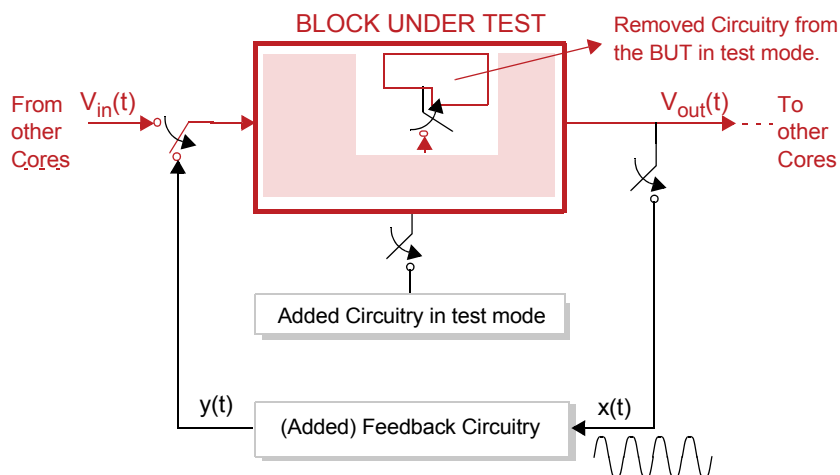 BLOCK UNDER TEST
Removed Circuitry from
the BUT in test mode.
From
other
Cores
Vin(t)
Vout(t)
To
other
Cores
Added Circuitry in test mode
y(t)
(Added) Feedback Circuitry
x(t)